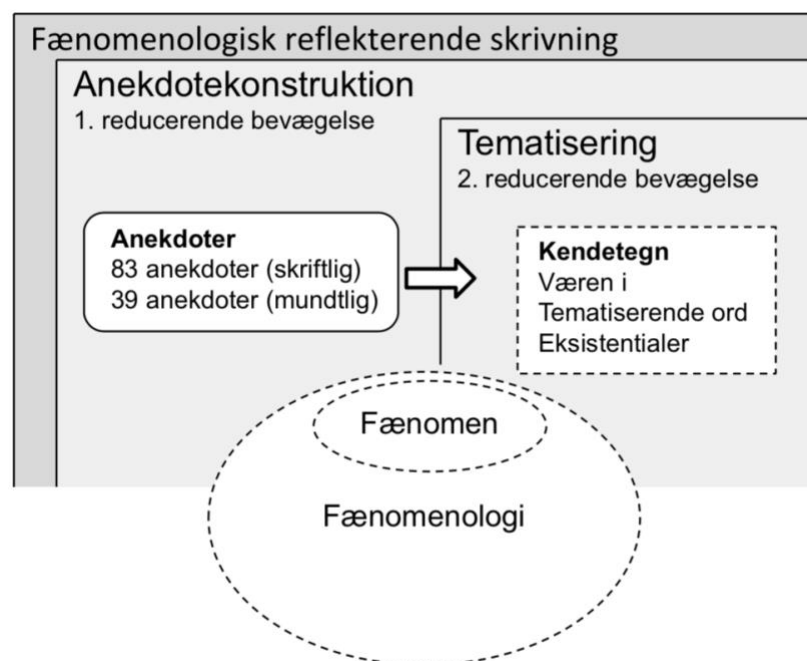 Fænomenologisk reflekterende skrivning
Anekdotekonstruktion
1. reducerende bevægelse
Tematisering
2. reducerende bevægelse
Anekdoter
83 anekdoter (skriftlig)
39 anekdoter (mundtlig)
Kendetegn
Væren i
Tematiserende ord
Eksistentialer
Fænomen
Fænomenologi